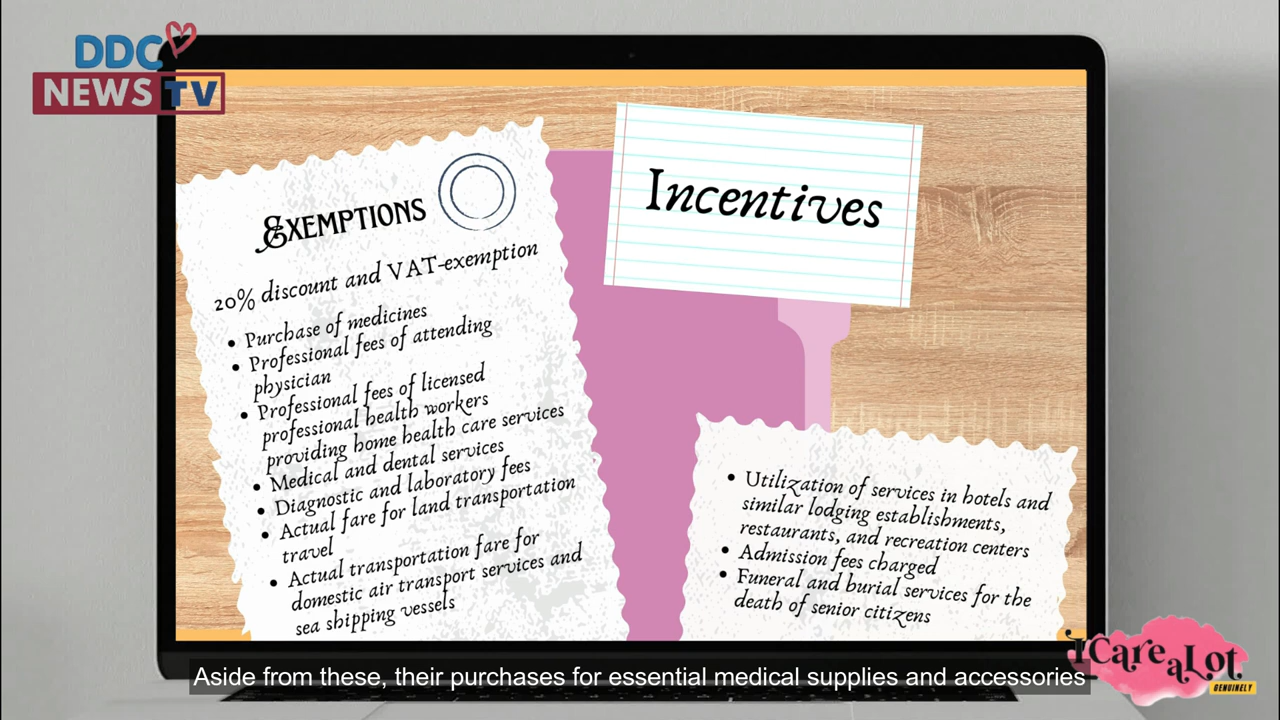 DDC
NEWS TV
EXEMPTIONS
20% discount and VAT-exemption
• Purchase of medicines
• Professional fees of attending
physician
• Professional fees of licensed
professional health workers
providing home health care services
• Medical and dental services
• Diagnostic and laboratory fees
• Actual fare for land transportation
travel
• Actual transportation fare for
domestic air transport services and
sea shipping vessels
Incentives
• Utilization of services in hotels and
similar lodging establishments,
restaurants, and recreation centers
• Admission fees charged
• Funeral and burial services for the
death of senior citizens
Aside from these, their purchases for essential medical supplies and accessories
ICare
a Lot
GENUINELY